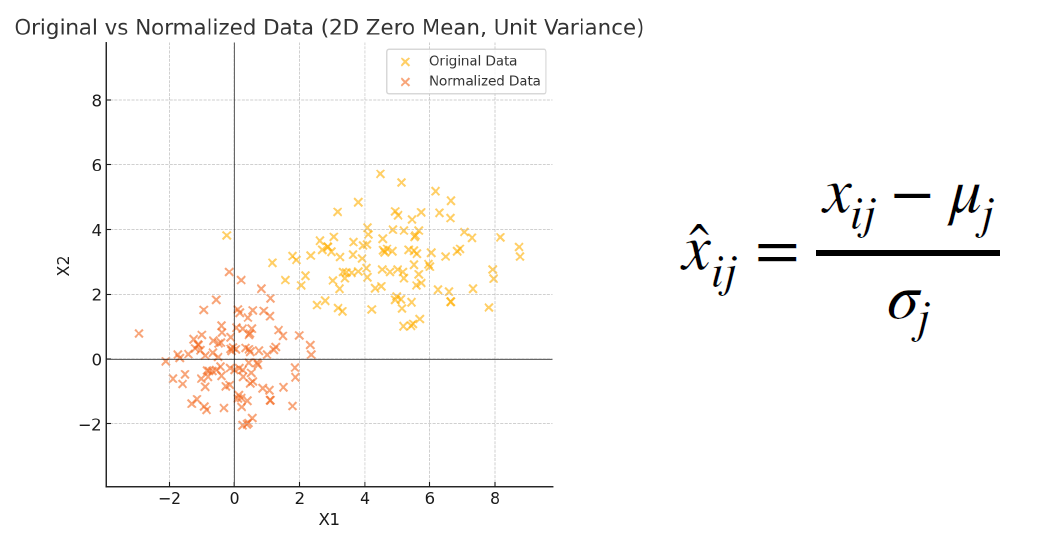 Original vs Normalized Data (2D Zero Mean, Unit Variance)
Original Data
Normalized Data
8
6
4
2
0
−2
X2
−2 0 2 4 6 8
X1
x̂ij = (xij − μj) / σj